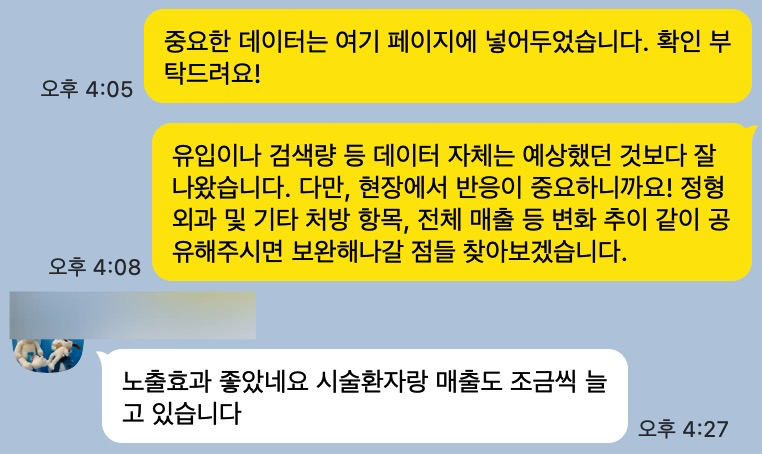 중요한 데이터는 여기 페이지에 넣어두었습니다. 확인 부
탁드려요!
오후 4:05
유입이나 검색량 등 데이터 자체는 예상했던 것보다 잘
나왔습니다. 다만, 현장에서 반응이 중요하니까요! 정형
외과 및 기타 처방 항목, 전체 매출 등 변화 추이 같이 공
유해주시면 보완해나갈 점들 찾아보겠습니다.
오후 4:08
노출효과 좋았네요 시술환자랑 매출도 조금씩 늘
고 있습니다
오후 4:27